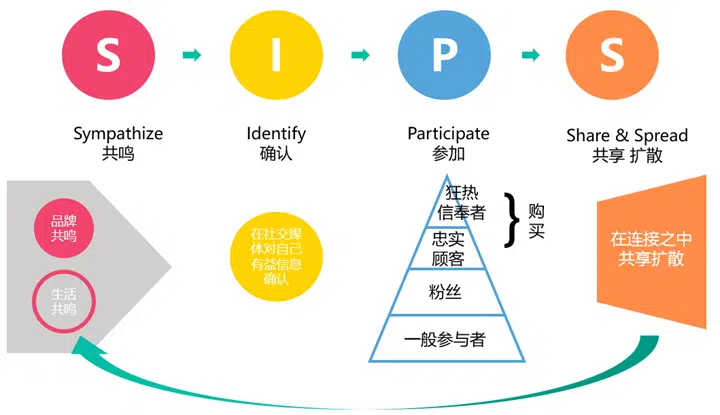 S
I
P
S
Sympathize
共鸣
Identify
确认
Participate
参加
Share & Spread
共享 扩散
品牌
共鸣
生活
共鸣
在社交媒
体对自己
有益信息
确认
狂热
信奉者
忠实
顾客
粉丝
一般参与者
购
买
在连接之中
共享扩散